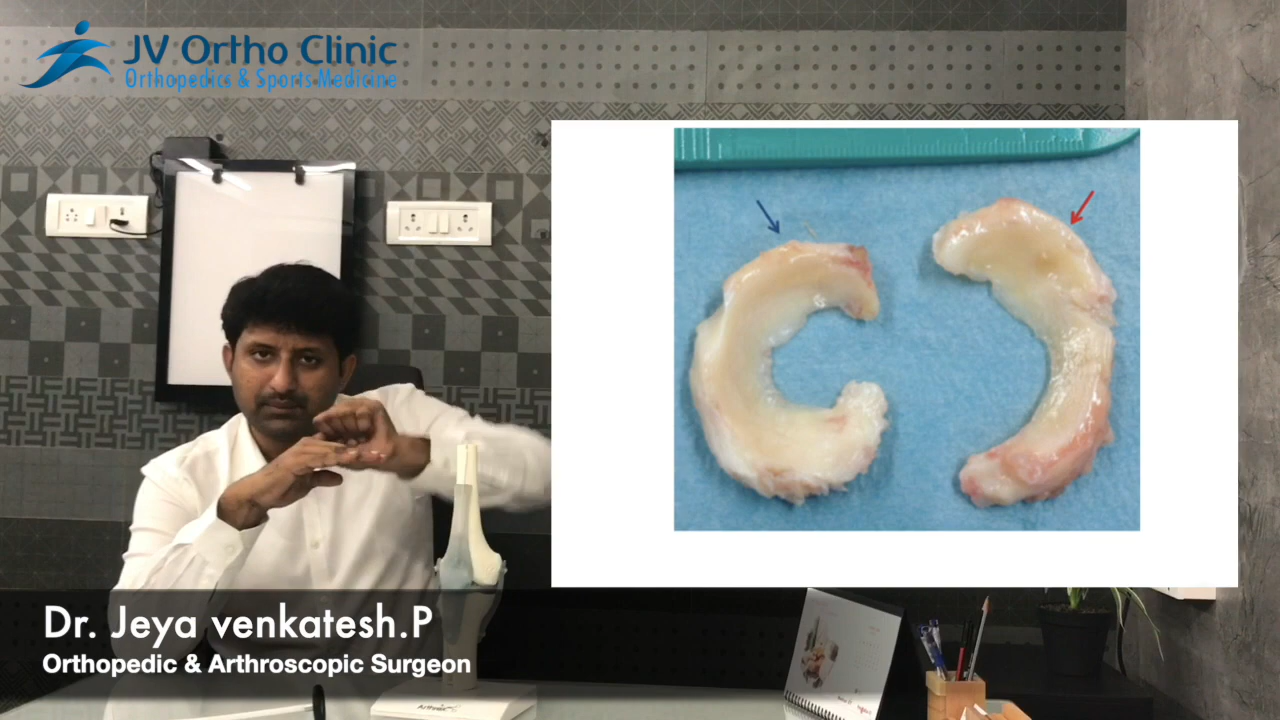 JV Ortho Clinic
Orthopedics & Sports Medicine
Dr. Jeya venkatesh.P
Orthopedic & Arthroscopic Surgeon